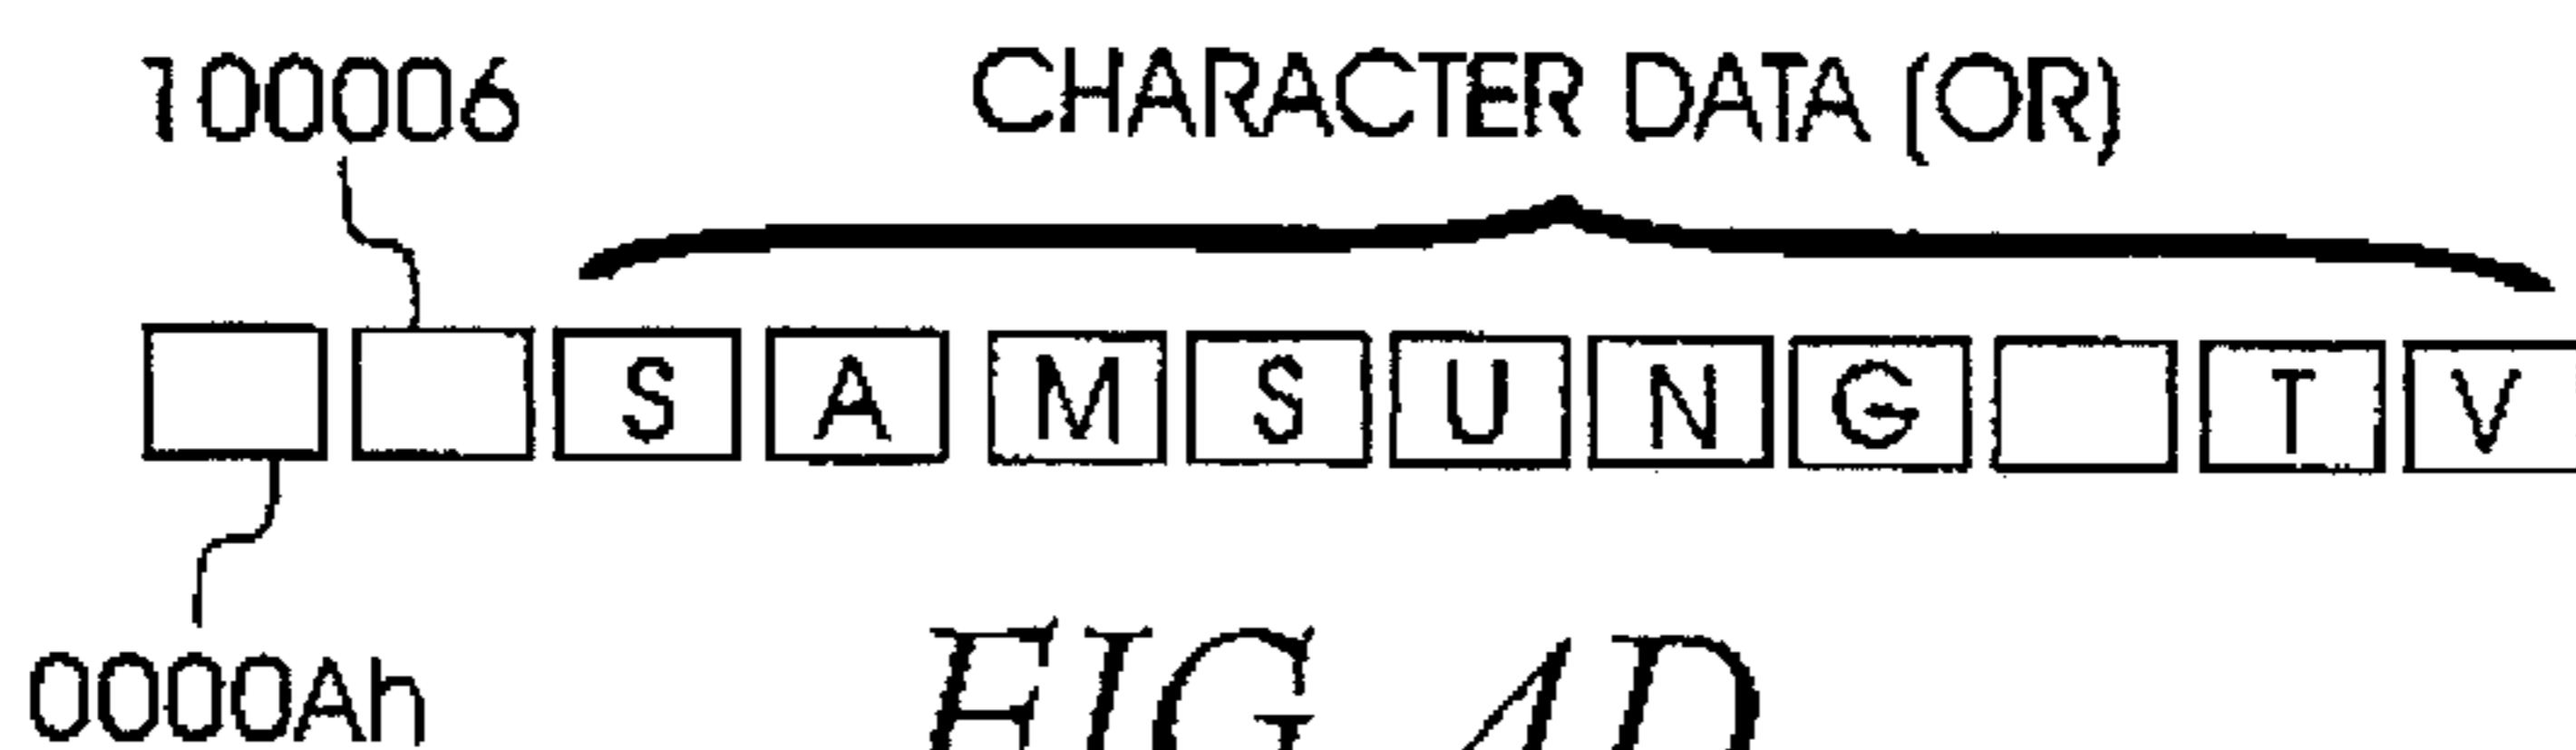 100006 CHARACTER DATA (OR)
S A M S U N G T V
0000Ah
FIG. 4D